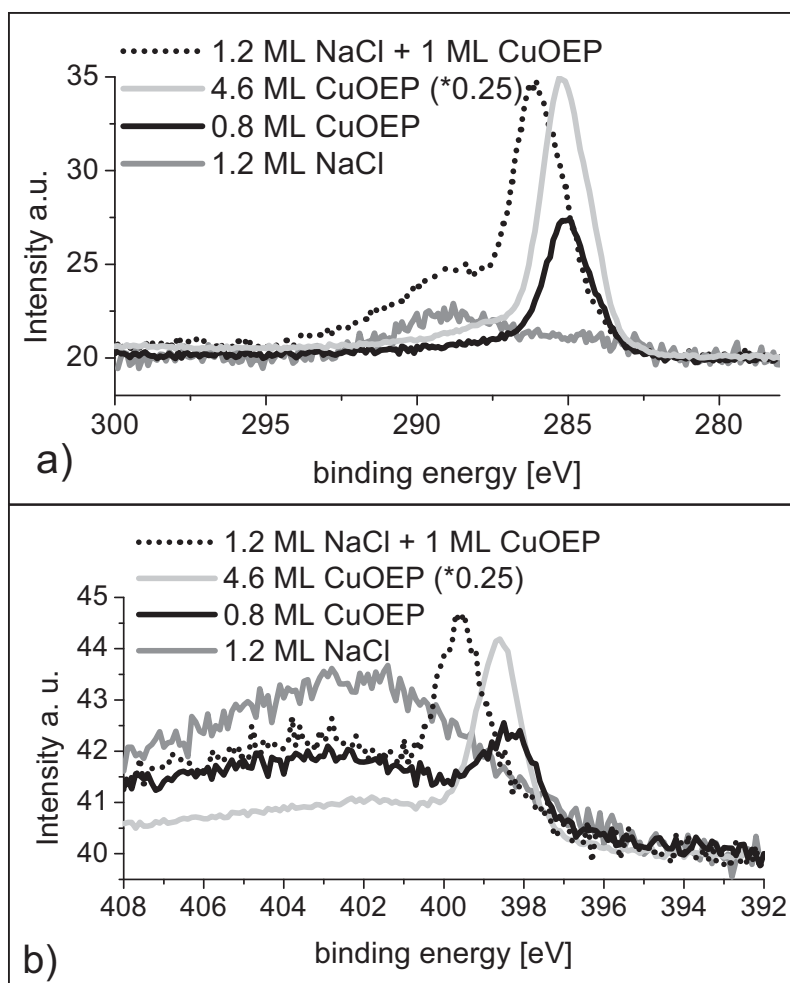 1.2 ML NaCl + 1 ML CuOEP
4.6 ML CuOEP (*0.25)
0.8 ML CuOEP
1.2 ML NaCl
35
30
25
20
Intensity a.u.
300 295 290 285 280
binding energy [eV]
a)
1.2 ML NaCl + 1 ML CuOEP
4.6 ML CuOEP (*0.25)
0.8 ML CuOEP
1.2 ML NaCl
45
44
43
42
41
40
Intensity a. u.
408 406 404 402 400 398 396 394 392
binding energy [eV]
b)